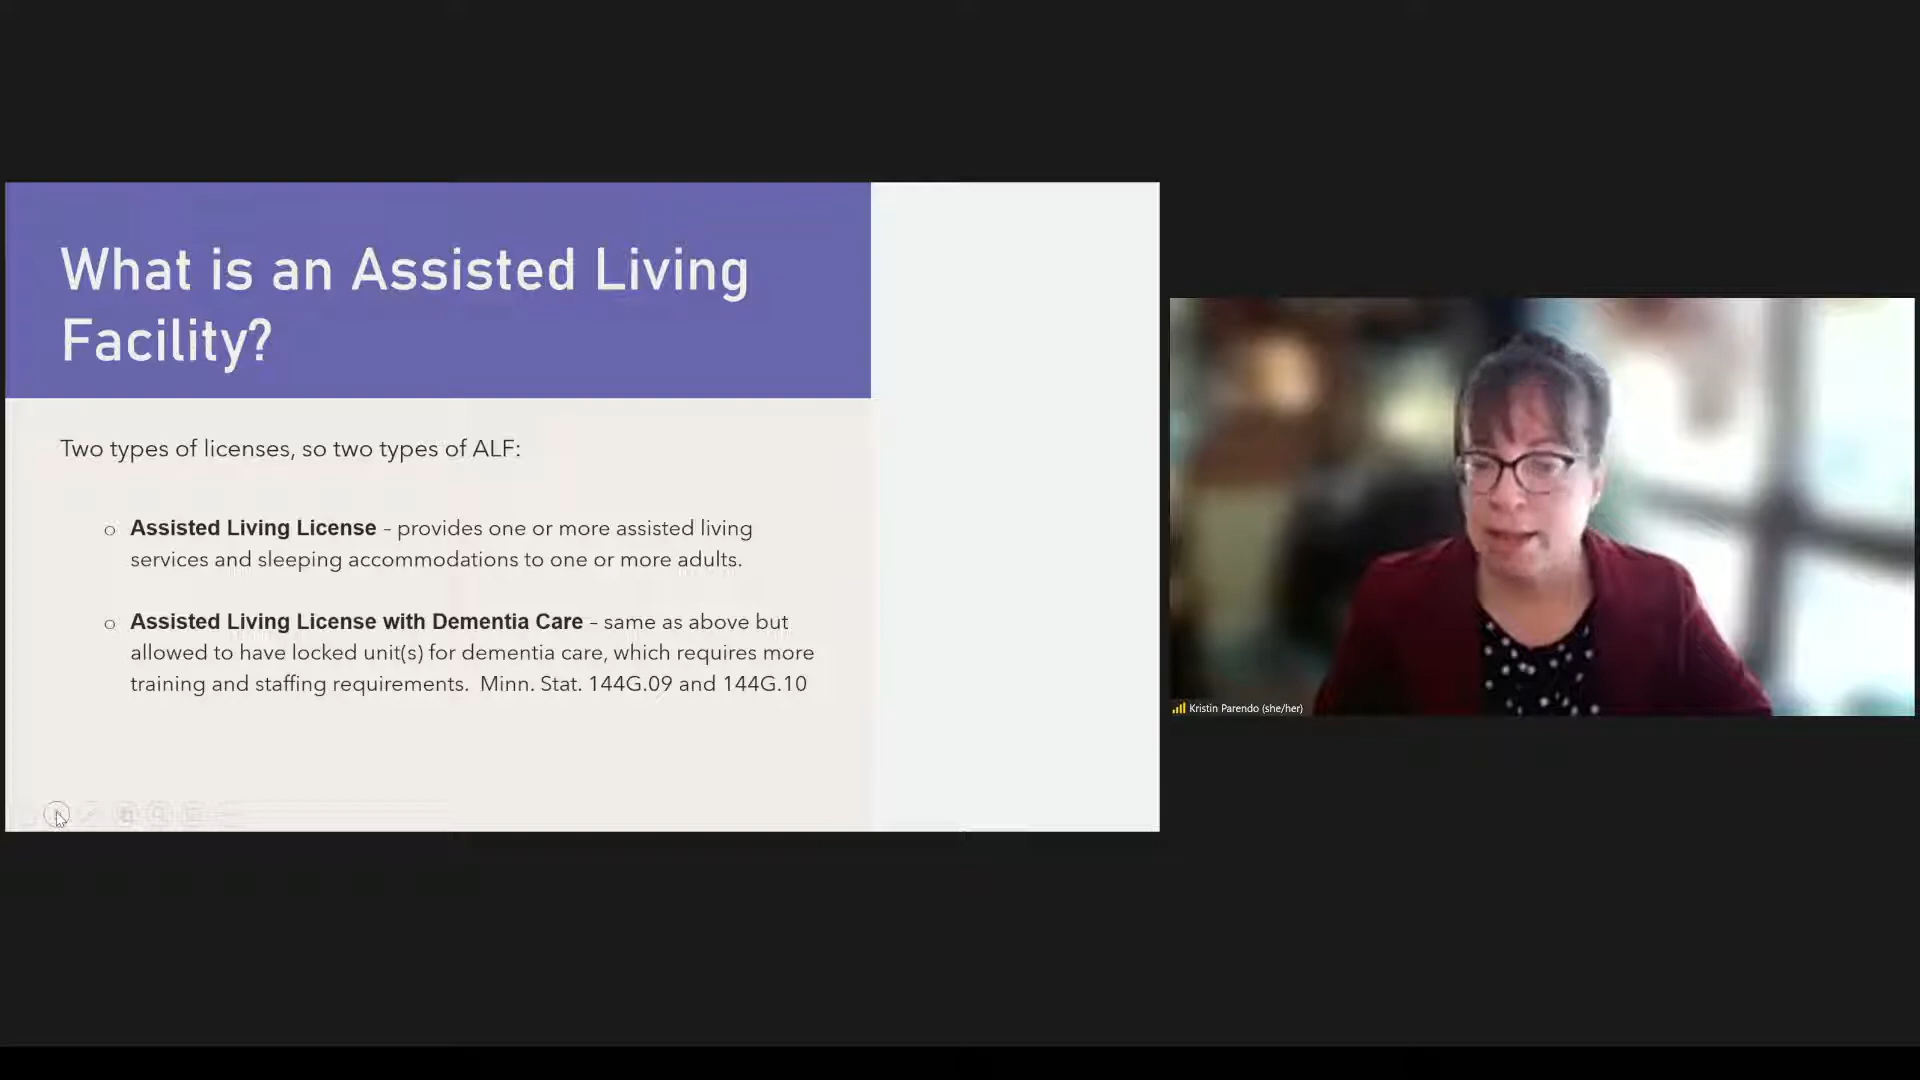 What is an Assisted Living
Facility?
Two types of licenses, so two types of ALF:
o Assisted Living License – provides one or more assisted living
services and sleeping accommodations to one or more adults.
o Assisted Living License with Dementia Care – same as above but
allowed to have locked unit(s) for dementia care, which requires more
training and staffing requirements. Minn. Stat. 144G.09 and 144G.10
Kristin Parendo (she/her)